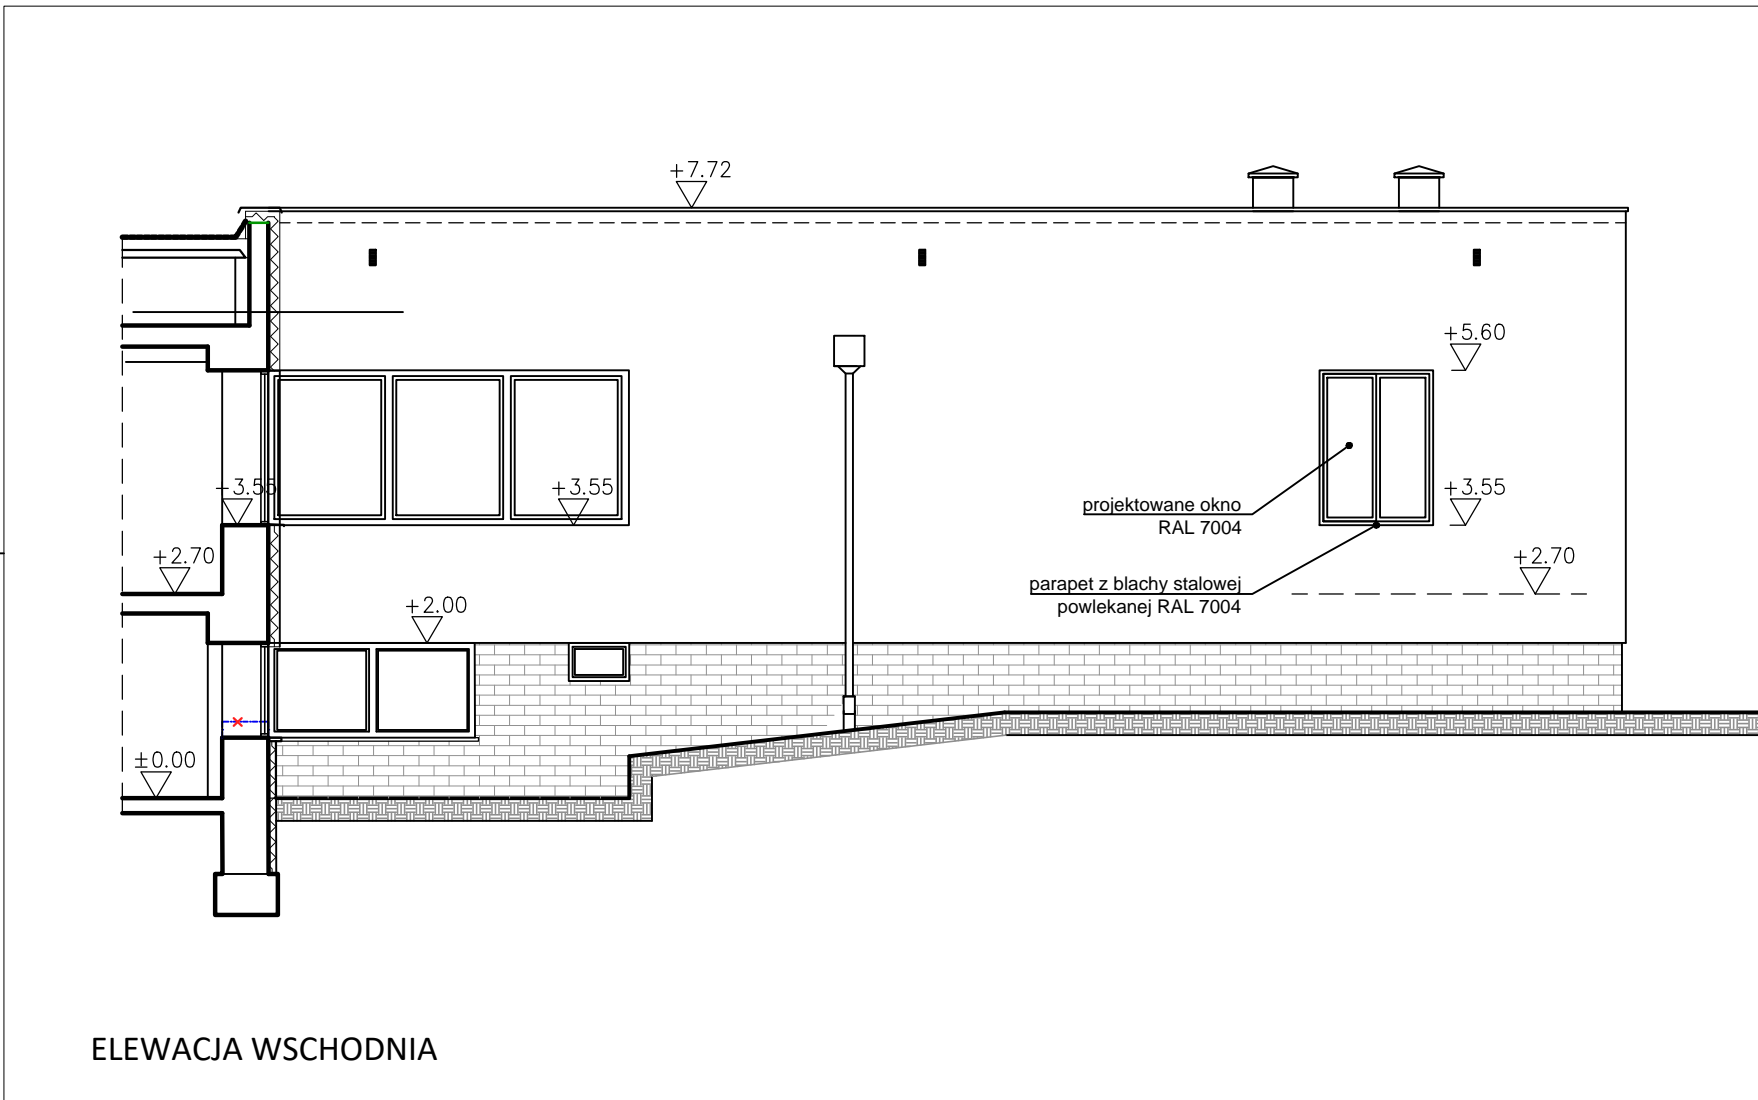 +7.72
+5.60
+3.55
+3.55
+3.55
projektowane okno
RAL 7004
+2.70
+2.70
parapet z blachy stalowej
powlekanej RAL 7004
+2.00
±0.00
ELEWACJA WSCHODNIA